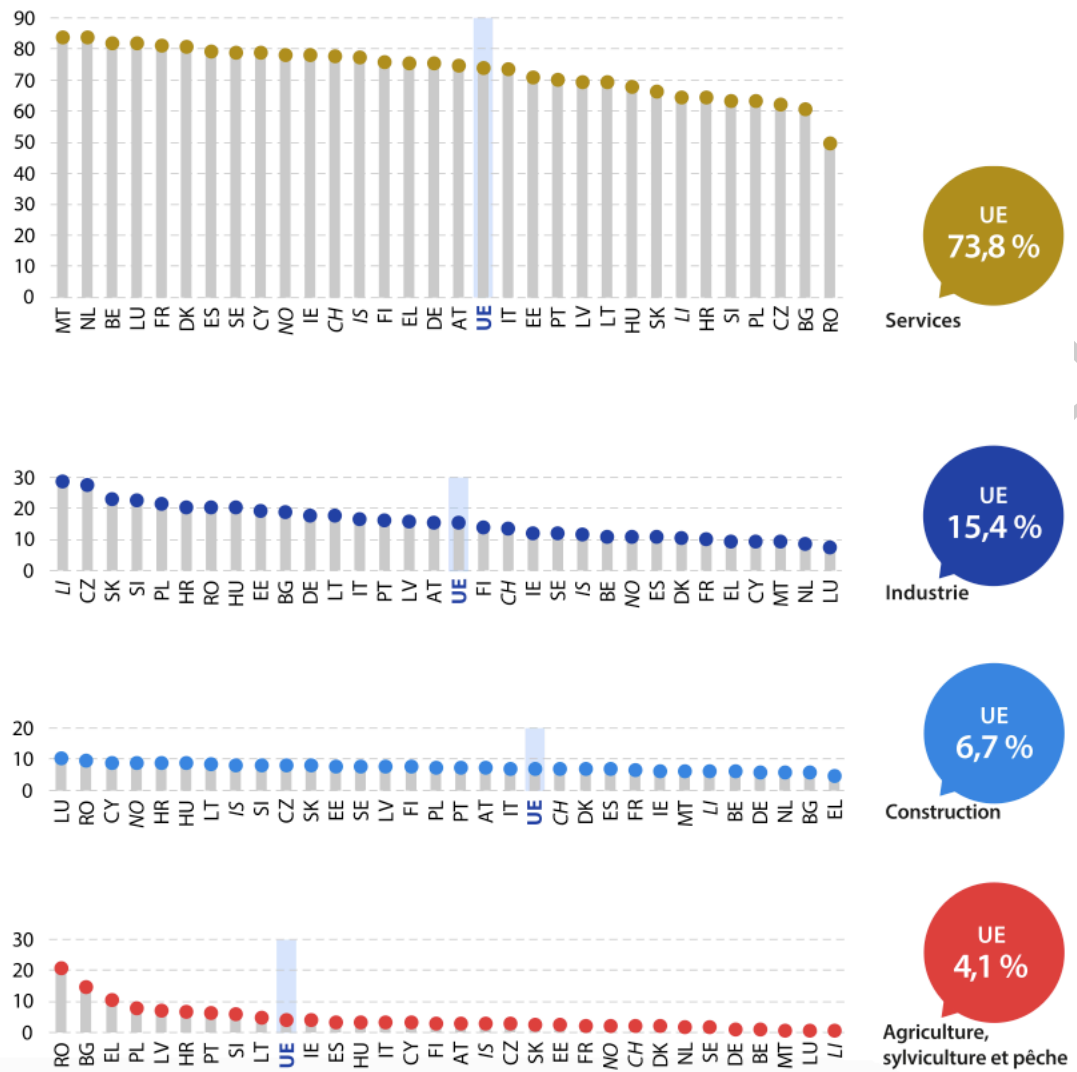 90
80
70
60
50
40
30
20
10
0
MT NL BE LU FR DK ES SE CY NO IE CH IS FI EL DE AT UE IT EE PT LV LT HU SK LI HR SI PL CZ BG RO
UE
73,8 %
Services
30
20
10
0
LI CZ SK SI PL HR RO HU EE BG DE LT IT PT LV AT UE FI CH IE SE IS BE NO ES DK FR EL CY MT NL LU
UE
15,4 %
Industrie
20
10
0
LU RO CY NO HR HU LT IS SI CZ SK EE SE LV FI PL PT AT IT UE CH DK ES FR IE MT LI BE DE NL BG EL
UE
6,7 %
Construction
30
20
10
0
RO BG EL PL LV HR PT SI LT UE IE ES HU IT CY FI AT IS CZ SK EE FR NO CH DK NL SE DE BE MT LU LI
UE
4,1 %
Agriculture,
sylviculture et pêche